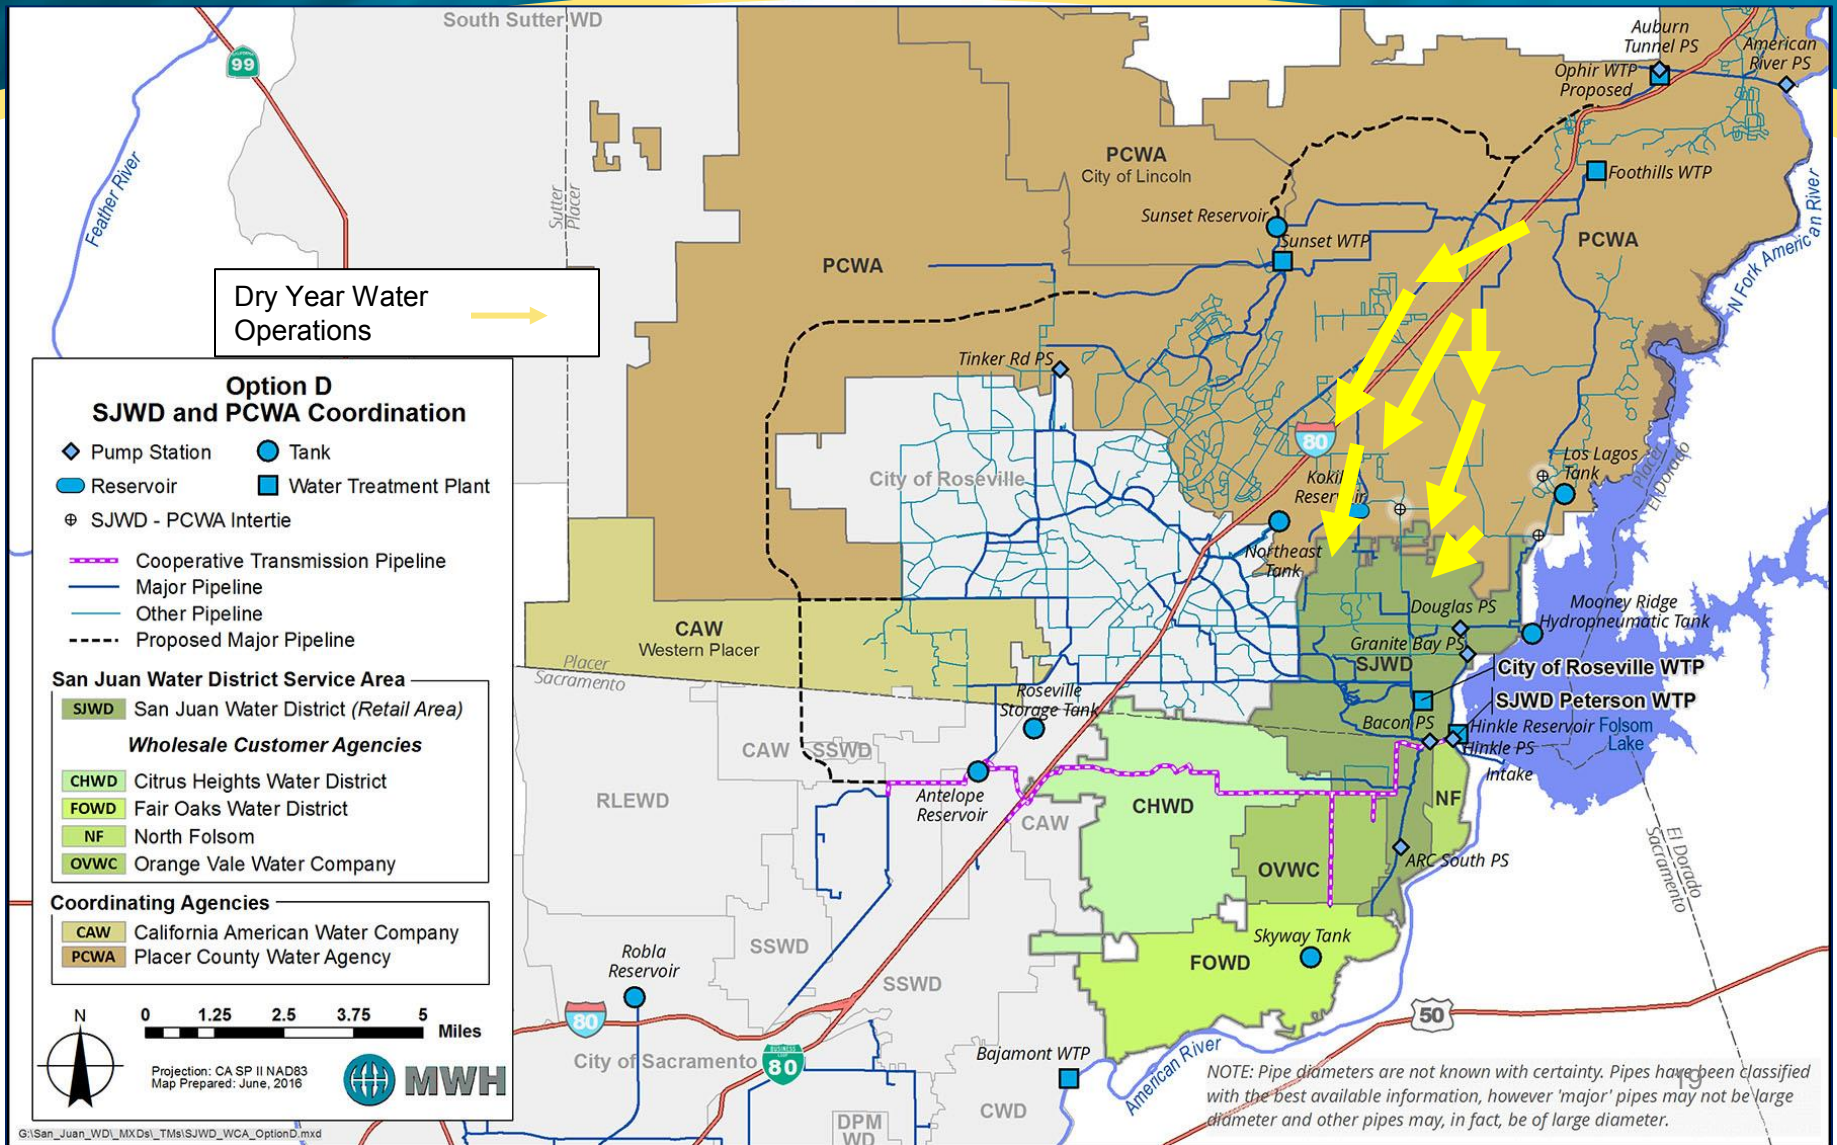 South Sutter WD
99
Feather River
Sutter
Placer
Auburn
Tunnel PS
American
River PS
Ophir WTP
Proposed
PCWA
City of Lincoln
Foothills WTP
Sunset Reservoir
Sunset WTP
PCWA
PCWA
N Fork American River
Dry Year Water
Operations
Tinker Rd PS
80
City of Roseville
Los Lagos
Tank
Placer
El Dorado
Reservoir
Northeast
Tank
Option D
SJWD and PCWA Coordination
Pump Station
Tank
Reservoir
Water Treatment Plant
SJWD - PCWA Intertie
Cooperative Transmission Pipeline
Major Pipeline
Other Pipeline
Proposed Major Pipeline
San Juan Water District Service Area
SJWD San Juan Water District (Retail Area)
Wholesale Customer Agencies
CHWD Citrus Heights Water District
FOWD Fair Oaks Water District
NF North Folsom
OVWC Orange Vale Water Company
Coordinating Agencies
CAW California American Water Company
PCWA Placer County Water Agency
N
0 1.25 2.5 3.75 5
Miles
Projection: CA SP II NAD83
Map Prepared: June, 2016
MWH
G:\San_Juan_WD\_MXDs\_TMs\SJWD_WCA_OptionD.mxd
CAW
Western Placer
Placer
Sacramento
Douglas PS
Mooney Ridge
Hydropneumatic Tank
Granite Bay PS
SJWD
City of Roseville WTP
SJWD Peterson WTP
Roseville
Storage Tank
Bacon PS
Hinkle Reservoir
Hinkle PS
Folsom
Lake
Intake
CAW
SSWD
RLEWD
Antelope
Reservoir
CAW
CHWD
NF
OVWC
ARC South PS
El Dorado
Sacramento
SSWD
Robla
Reservoir
SSWD
FOWD
Skyway Tank
80
50
City of Sacramento
BUSINESS
80
Bajamont WTP
American River
CWD
DPM
WD
19
NOTE: Pipe diameters are not known with certainty. Pipes have been classified
with the best available information, however 'major' pipes may not be large
diameter and other pipes may, in fact, be of large diameter.